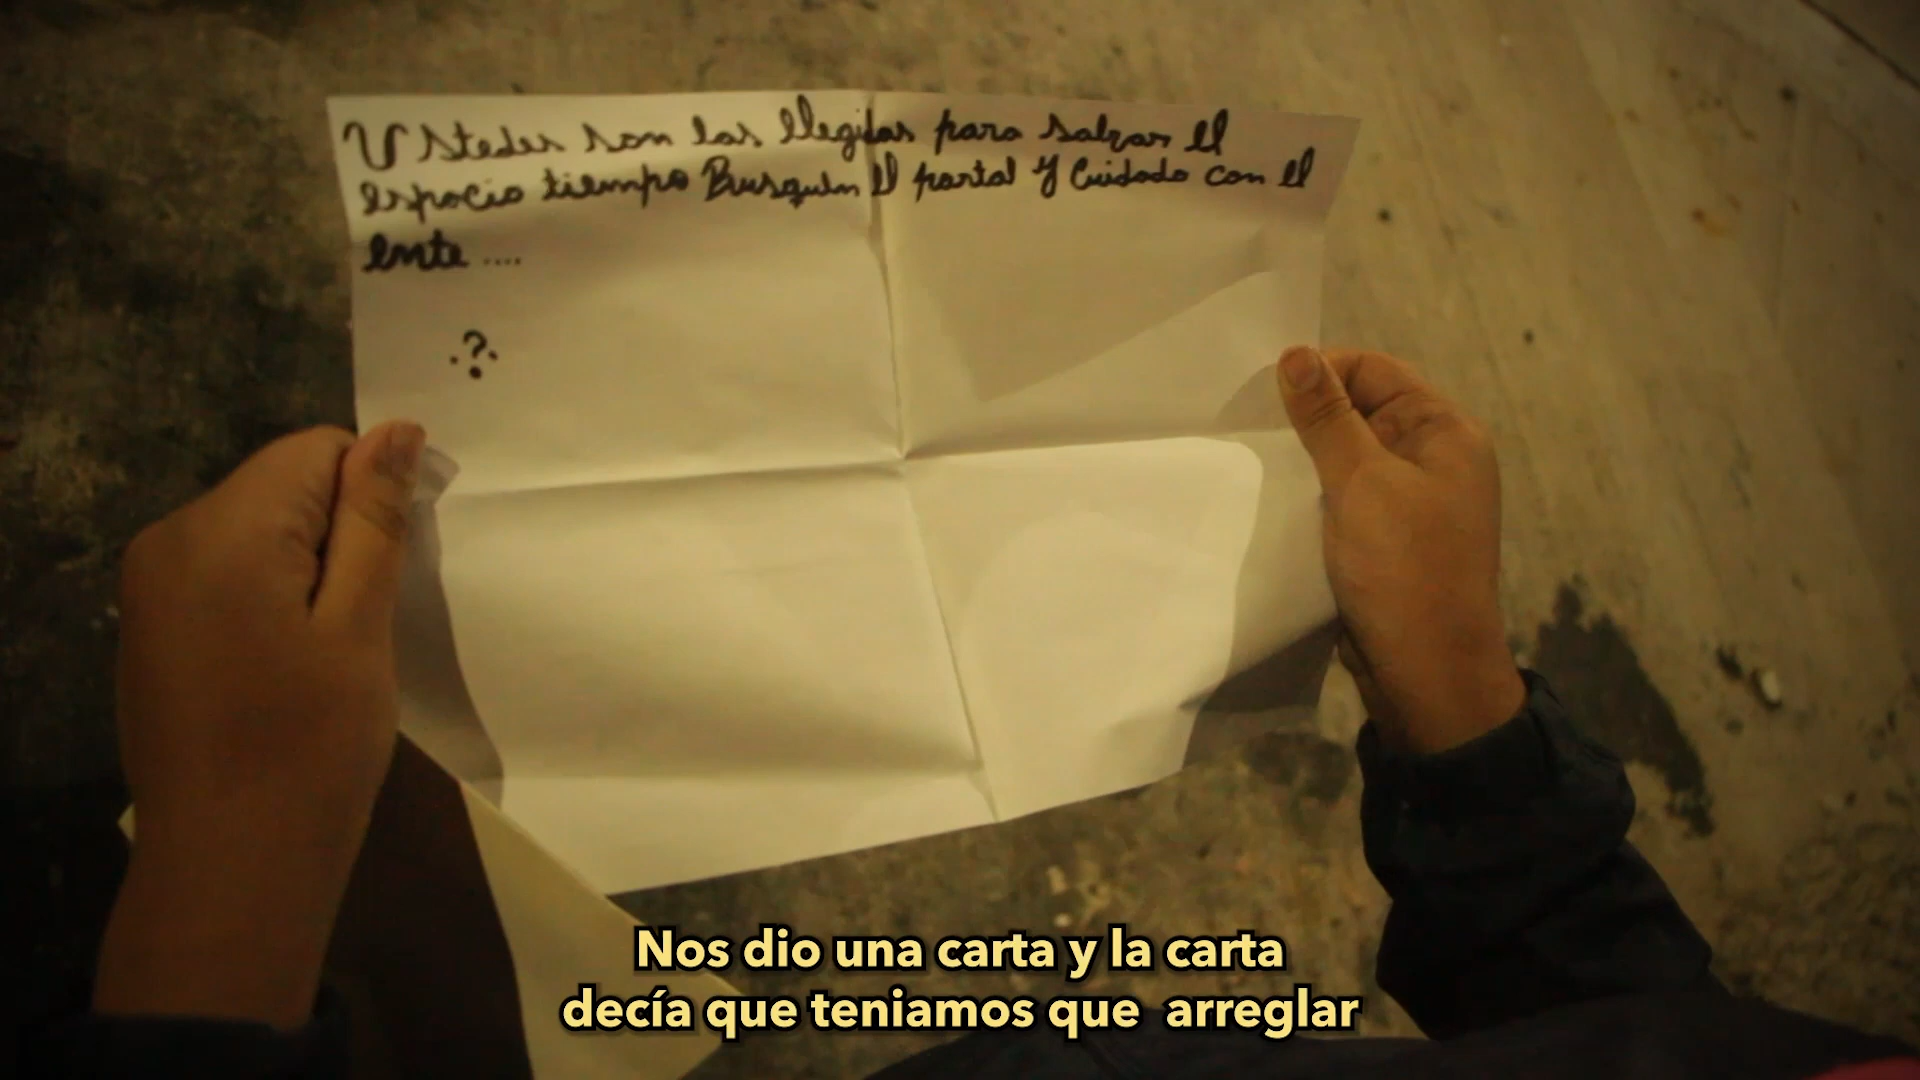 Ustedes son las llegidas para salvar el
espacio tiempo Busquen el portal y Cuidado con el
ente ....
.?.
Nos dio una carta y la carta
decía que teniamos que arreglar